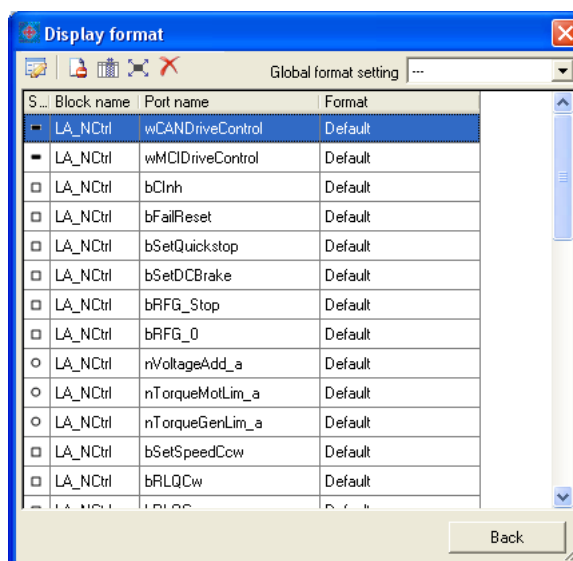 Display format
Global format setting ---
S... Block name Port name Format
LA_NCtrl wCANDriveControl Default
LA_NCtrl wMCIDriveControl Default
LA_NCtrl bCInh Default
LA_NCtrl bFailReset Default
LA_NCtrl bSetQuickstop Default
LA_NCtrl bSetDCBrake Default
LA_NCtrl bRFG_Stop Default
LA_NCtrl bRFG_0 Default
LA_NCtrl nVoltageAdd_a Default
LA_NCtrl nTorqueMotLim_a Default
LA_NCtrl nTorqueGenLim_a Default
LA_NCtrl bSetSpeedCcw Default
LA_NCtrl bRLQCw Default
Back